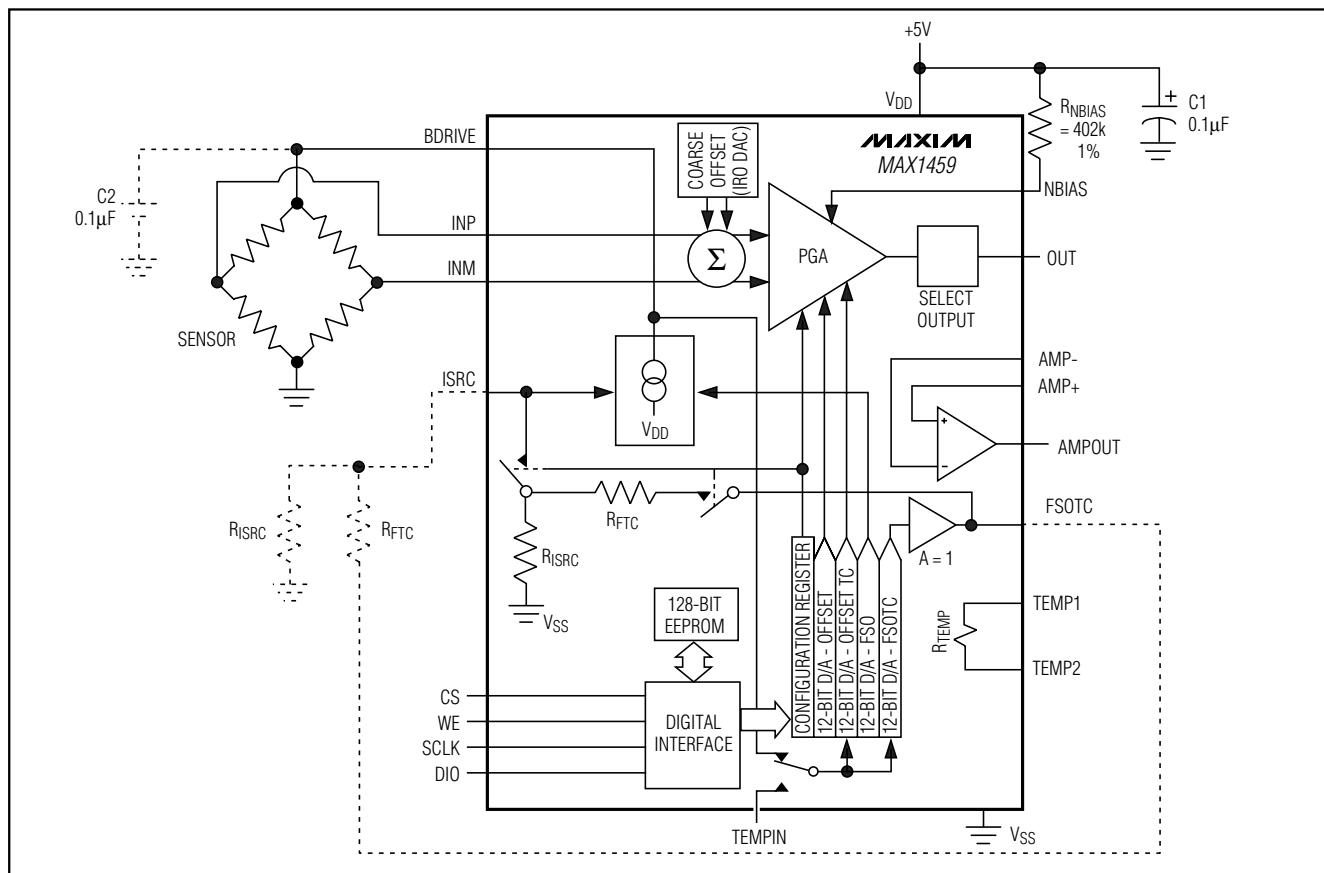 +5V
VDD
RNBIAS
= 402k
1%
C1
0.1µF
+
MAXIM
MAX1459
NBIAS
BDRIVE
COARSE
OFFSET
(IRO DAC)
C2
0.1µF
INP
INM
Σ
PGA
SELECT
OUTPUT
OUT
SENSOR
ISRC
VDD
AMP-
AMP+
+
−
AMPOUT
RISRC
RFTC
RFTC
RISRC
VSS
FSOTC
A = 1
128-BIT
EEPROM
CONFIGURATION REGISTER
12-BIT D/A - OFFSET
12-BIT D/A - OFFSET TC
12-BIT D/A - FSO
12-BIT D/A - FSOTC
TEMP1
RTEMP
TEMP2
CS
WE
SCLK
DIO
DIGITAL
INTERFACE
TEMPIN
VSS